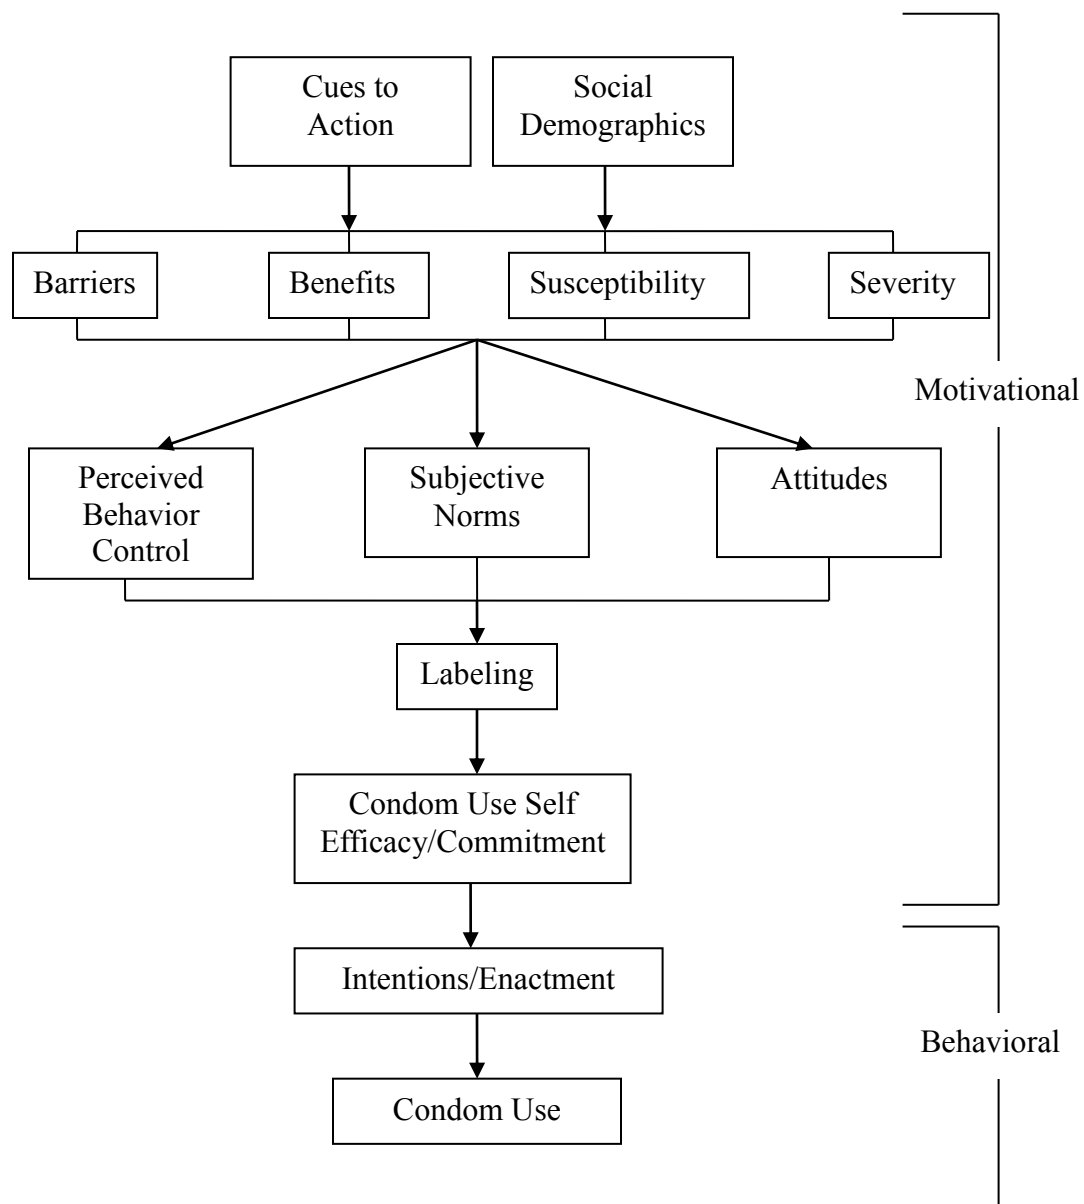 Cues to
Action
Social
Demographics
Barriers
Benefits
Susceptibility
Severity
Motivational
Perceived
Behavior
Control
Subjective
Norms
Attitudes
Labeling
Condom Use Self
Efficacy/Commitment
Intentions/Enactment
Behavioral
Condom Use